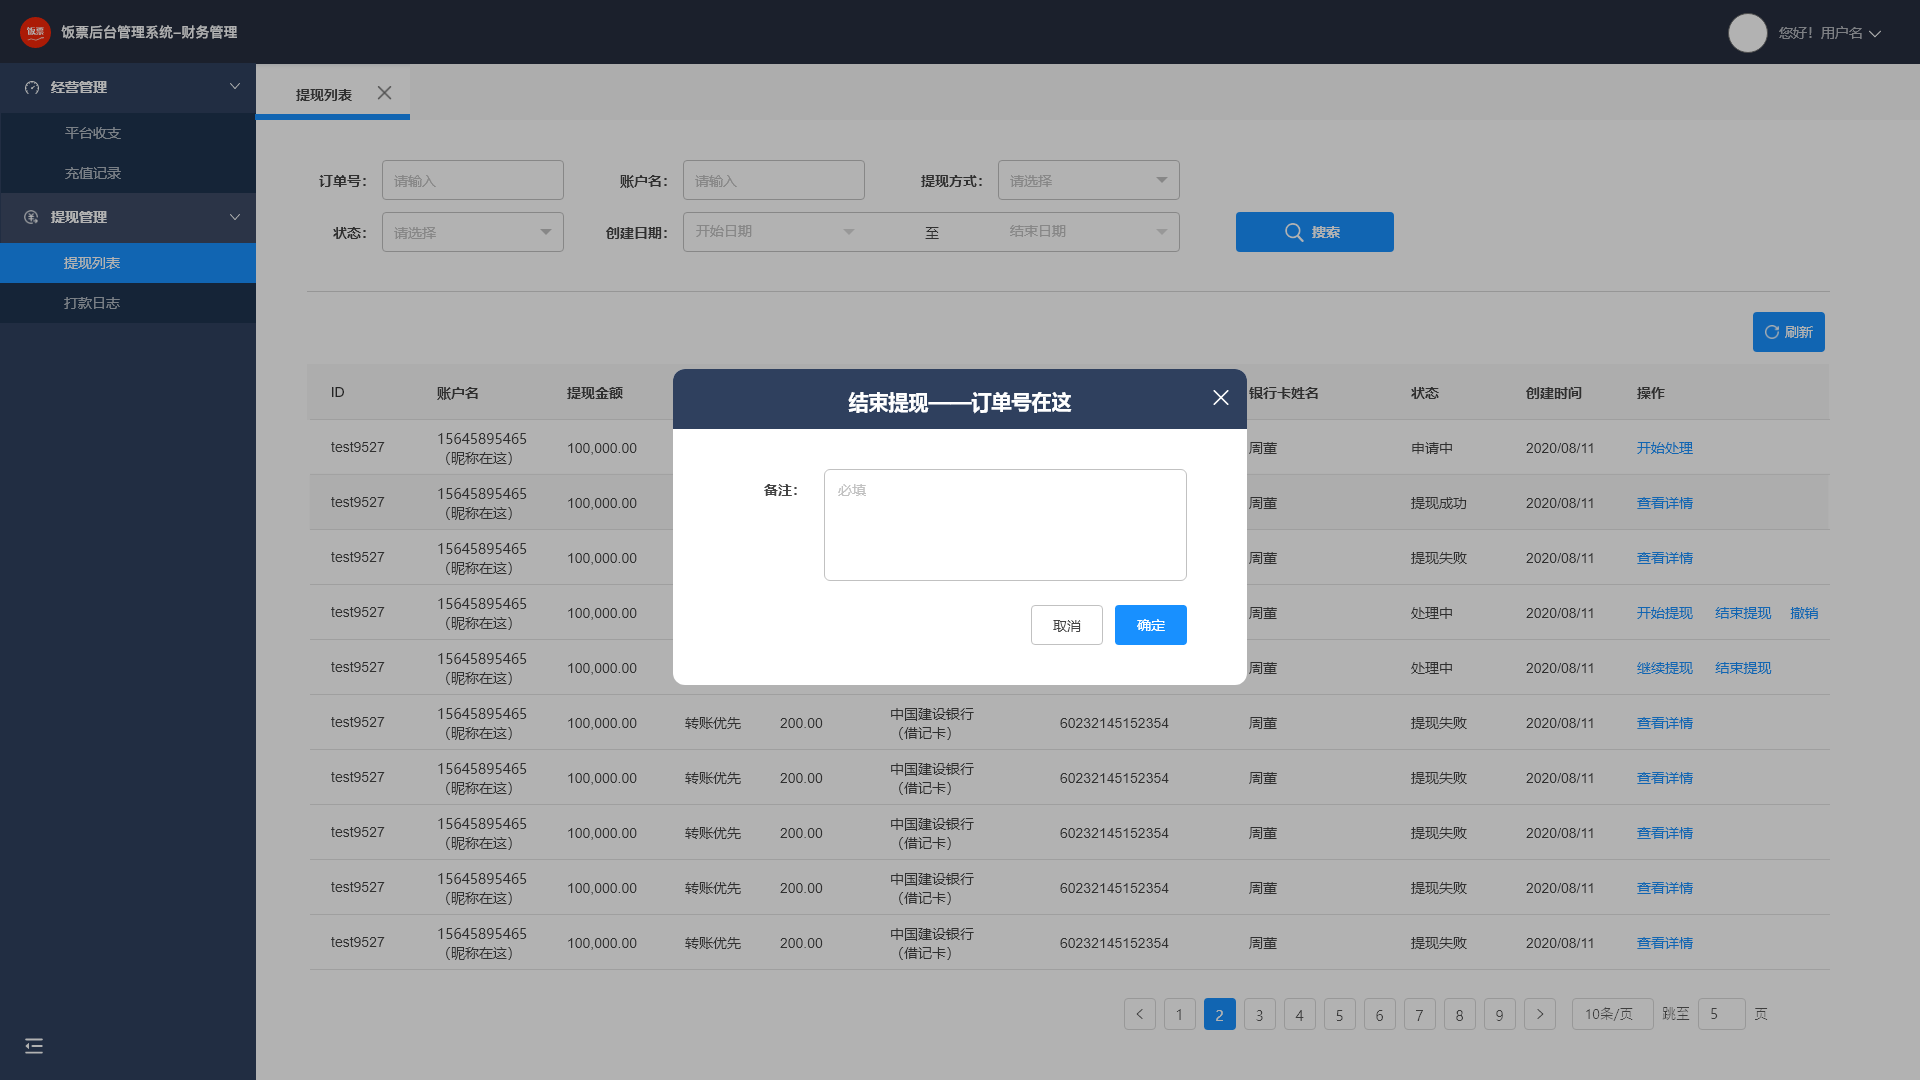 饭票
饭票后台管理系统–财务管理
您好！用户名
经营管理
平台收支
充值记录
提现管理
提现列表
打款日志
提现列表
订单号： 请输入 账户名： 请输入 提现方式： 请选择
状态： 请选择 创建日期： 开始日期 至 结束日期 搜索
刷新
ID 账户名 提现金额 银行卡姓名 状态 创建时间 操作
test9527 15645895465 100,000.00 周董 申请中 2020/08/11 开始处理
（昵称在这）
test9527 15645895465 100,000.00 周董 提现成功 2020/08/11 查看详情
（昵称在这）
test9527 15645895465 100,000.00 周董 提现失败 2020/08/11 查看详情
（昵称在这）
test9527 15645895465 100,000.00 周董 处理中 2020/08/11 开始提现 结束提现 撤销
（昵称在这）
test9527 15645895465 100,000.00 周董 处理中 2020/08/11 继续提现 结束提现
（昵称在这）
test9527 15645895465 100,000.00 转账优先 200.00 中国建设银行 60232145152354 周董 提现失败 2020/08/11 查看详情
（昵称在这） （借记卡）
test9527 15645895465 100,000.00 转账优先 200.00 中国建设银行 60232145152354 周董 提现失败 2020/08/11 查看详情
（昵称在这） （借记卡）
test9527 15645895465 100,000.00 转账优先 200.00 中国建设银行 60232145152354 周董 提现失败 2020/08/11 查看详情
（昵称在这） （借记卡）
test9527 15645895465 100,000.00 转账优先 200.00 中国建设银行 60232145152354 周董 提现失败 2020/08/11 查看详情
（昵称在这） （借记卡）
test9527 15645895465 100,000.00 转账优先 200.00 中国建设银行 60232145152354 周董 提现失败 2020/08/11 查看详情
（昵称在这） （借记卡）
结束提现——订单号在这
备注： 必填
取消 确定
1 2 3 4 5 6 7 8 9 10条/页 跳至 5 页